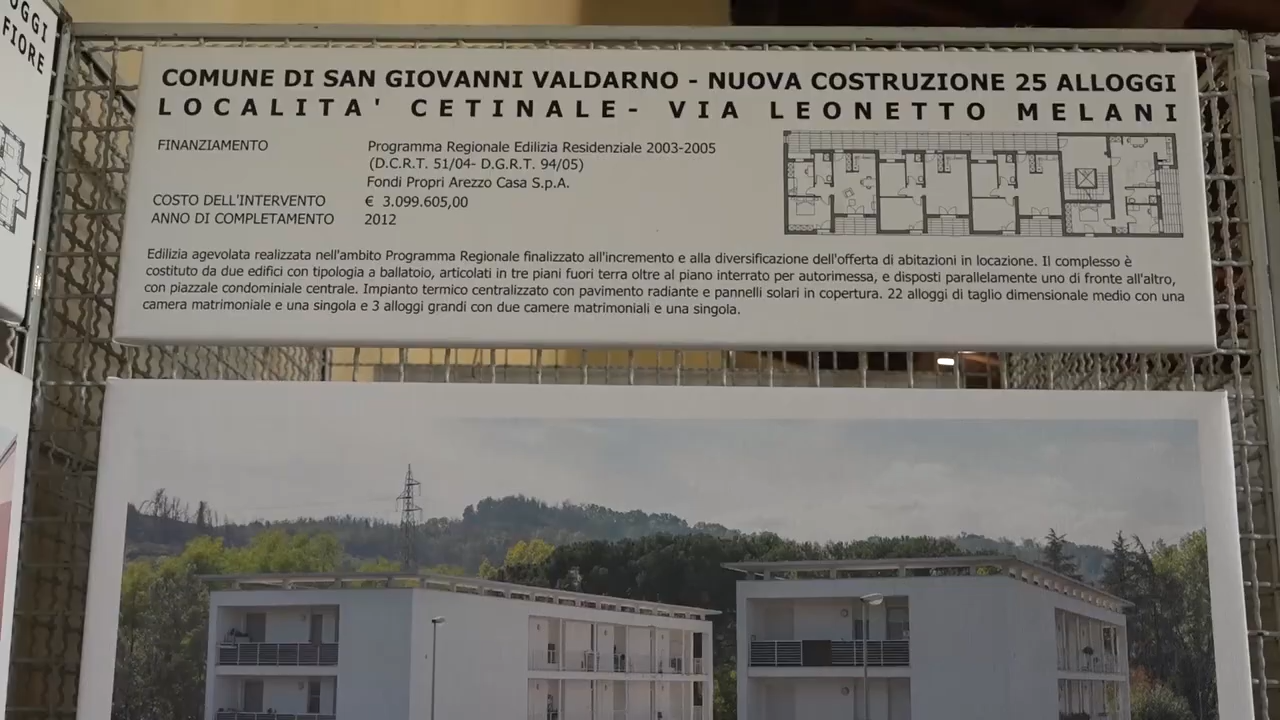 OGGI
FIORE
COMUNE DI SAN GIOVANNI VALDARNO - NUOVA COSTRUZIONE 25 ALLOGGI
LOCALITA' CETINALE- VIA LEONETTO MELANI
FINANZIAMENTO Programma Regionale Edilizia Residenziale 2003-2005
(D.C.R.T. 51/04- D.G.R.T. 94/05)
Fondi Propri Arezzo Casa S.p.A.
COSTO DELL'INTERVENTO € 3.099.605,00
ANNO DI COMPLETAMENTO 2012
Edilizia agevolata realizzata nell'ambito Programma Regionale finalizzato all'incremento e alla diversificazione dell'offerta di abitazioni in locazione. Il complesso è
costituito da due edifici con tipologia a ballatoio, articolati in tre piani fuori terra oltre al piano interrato per autorimessa, e disposti parallelamente uno di fronte all'altro,
con piazzale condominiale centrale. Impianto termico centralizzato con pavimento radiante e pannelli solari in copertura. 22 alloggi di taglio dimensionale medio con una
camera matrimoniale e una singola e 3 alloggi grandi con due camere matrimoniali e una singola.